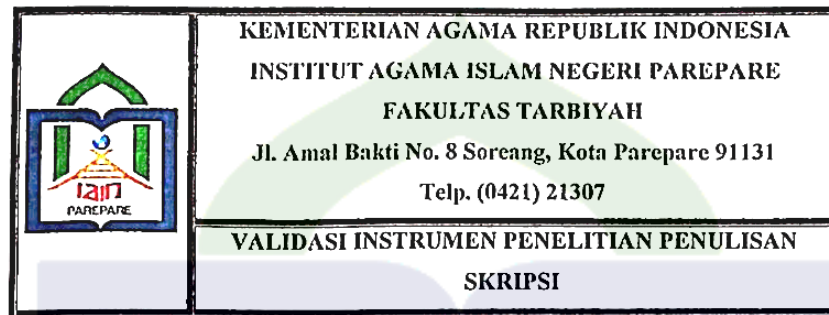 KEMENTERIAN AGAMA REPUBLIK INDONESIA
INSTITUT AGAMA ISLAM NEGERI PAREPARE
FAKULTAS TARBIYAH
Jl. Amal Bakti No. 8 Soreang, Kota Parepare 91131
Telp. (0421) 21307
iain
PAREPARE
VALIDASI INSTRUMEN PENELITIAN PENULISAN
SKRIPSI